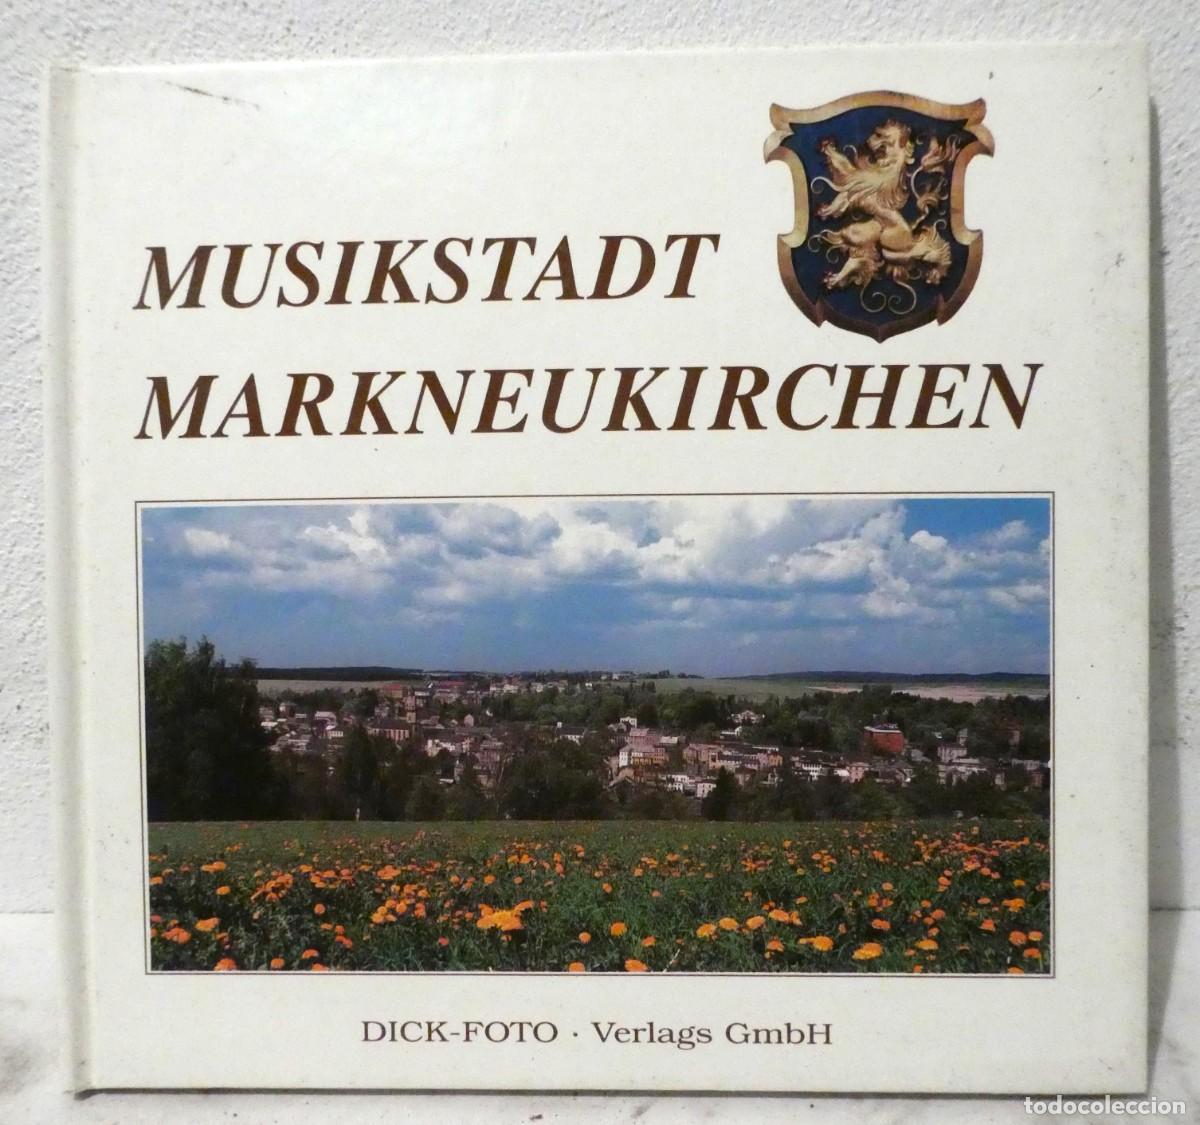 MUSIKSTADT
MARKNEUKIRCHEN
DICK-FOTO · Verlags GmbH
todocoleccion